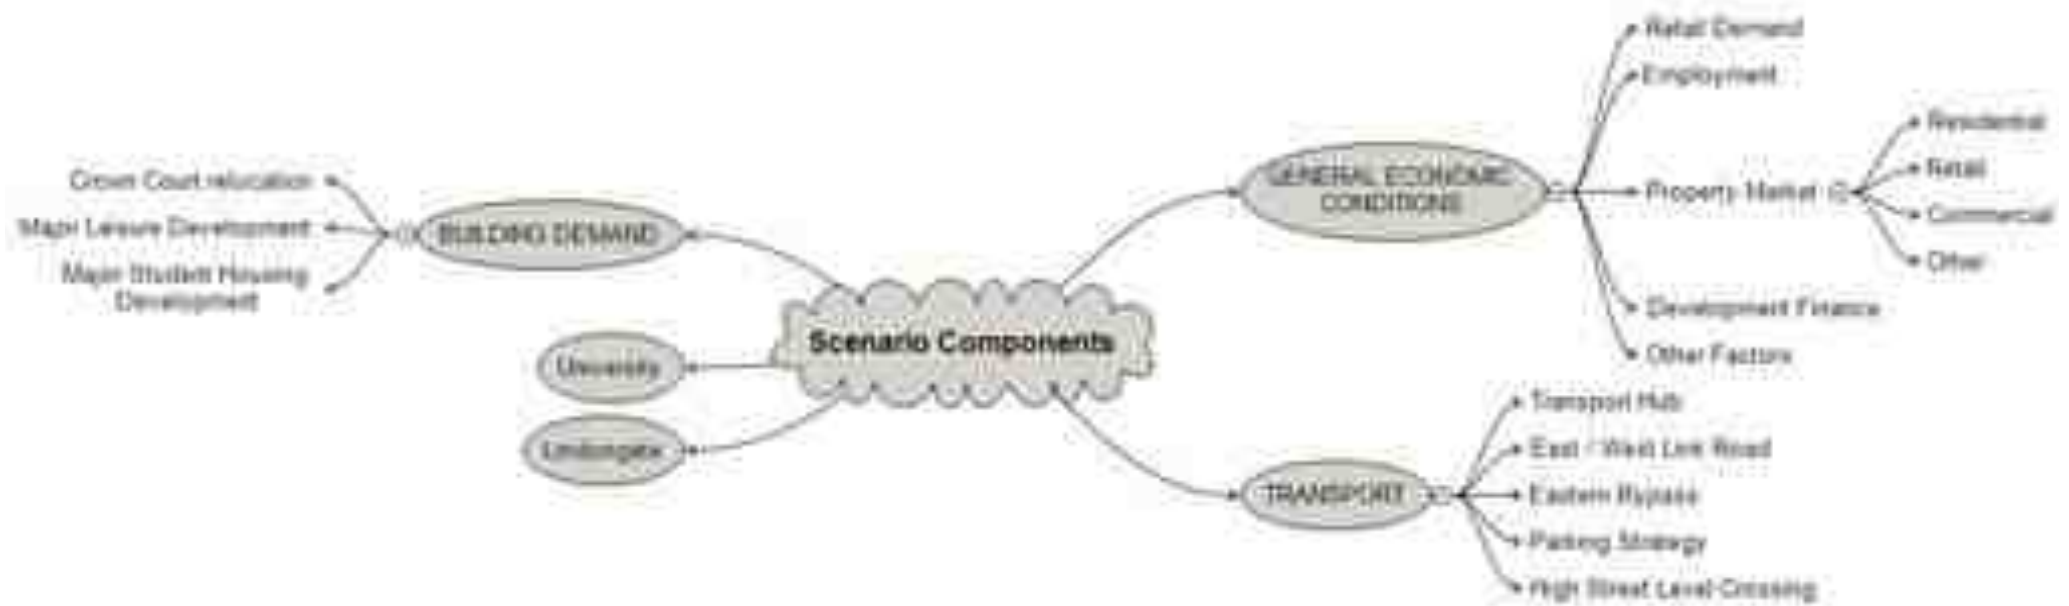 Scenario Components
BUILDING DEMAND
Crown Court relocation
Major Leisure Development
Major Student Housing
Development
University
Lindongate
GENERAL ECONOMIC
CONDITIONS
Retail Demand
Employment
Property Market
Residential
Retail
Commercial
Other
Development Finance
Other Factors
TRANSPORT
Transport Hub
East - West Link Road
Eastern Bypass
Parking Strategy
High Street Level Crossing